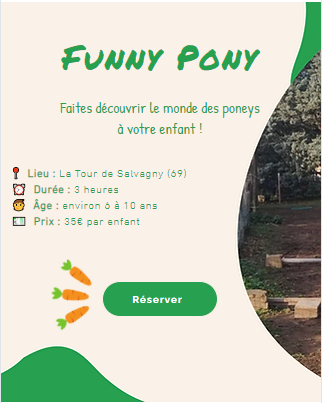 Funny Pony
Faites découvrir le monde des poneys
à votre enfant !
Lieu : La Tour de Salvagny (69)
Durée : 3 heures
Âge : environ 6 à 10 ans
Prix : 35€ par enfant
Réserver